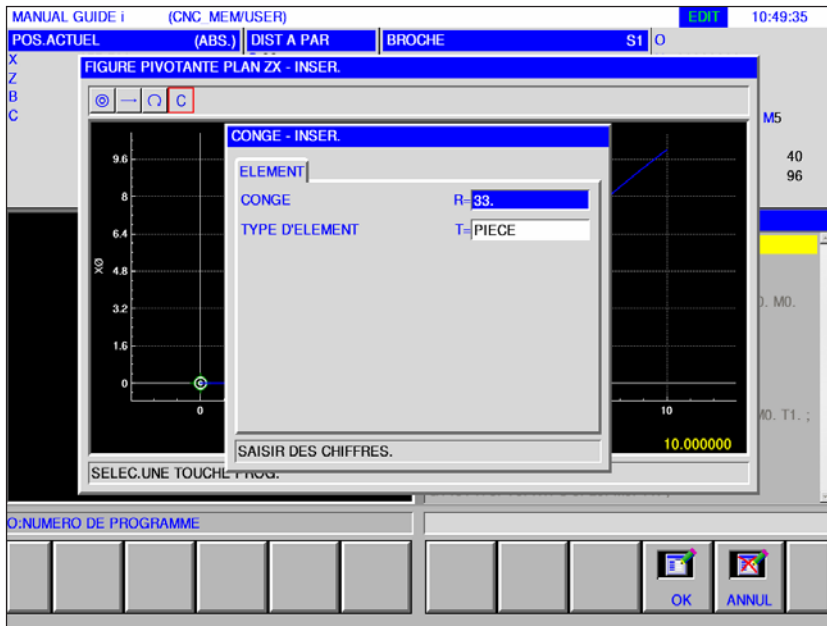 MANUAL GUIDE i (CNC_MEM/USER) EDIT 10:49:35
POS.ACTUEL (ABS.) DIST A PAR BROCHE S1 O
X
Z
B
C
FIGURE PIVOTANTE PLAN ZX - INSER.
C
M5
40
96
CONGE - INSER.
ELEMENT
CONGE R=33.
TYPE D'ELEMENT T=PIECE
9.6
8
6.4
XØ
4.8
3.2
1.6
0
0 10
10.000000
0. M0.
M0. T1. ;
SAISIR DES CHIFFRES.
SELEC.UNE TOUCHE PROG.
O:NUMERO DE PROGRAMME
OK ANNUL